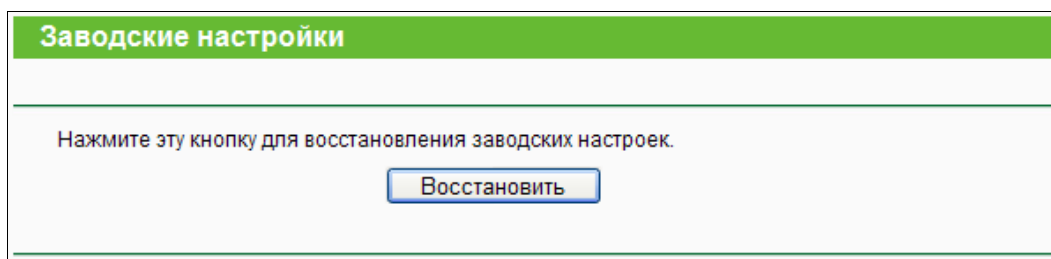 Заводские настройки
Нажмите эту кнопку для восстановления заводских настроек.
Восстановить